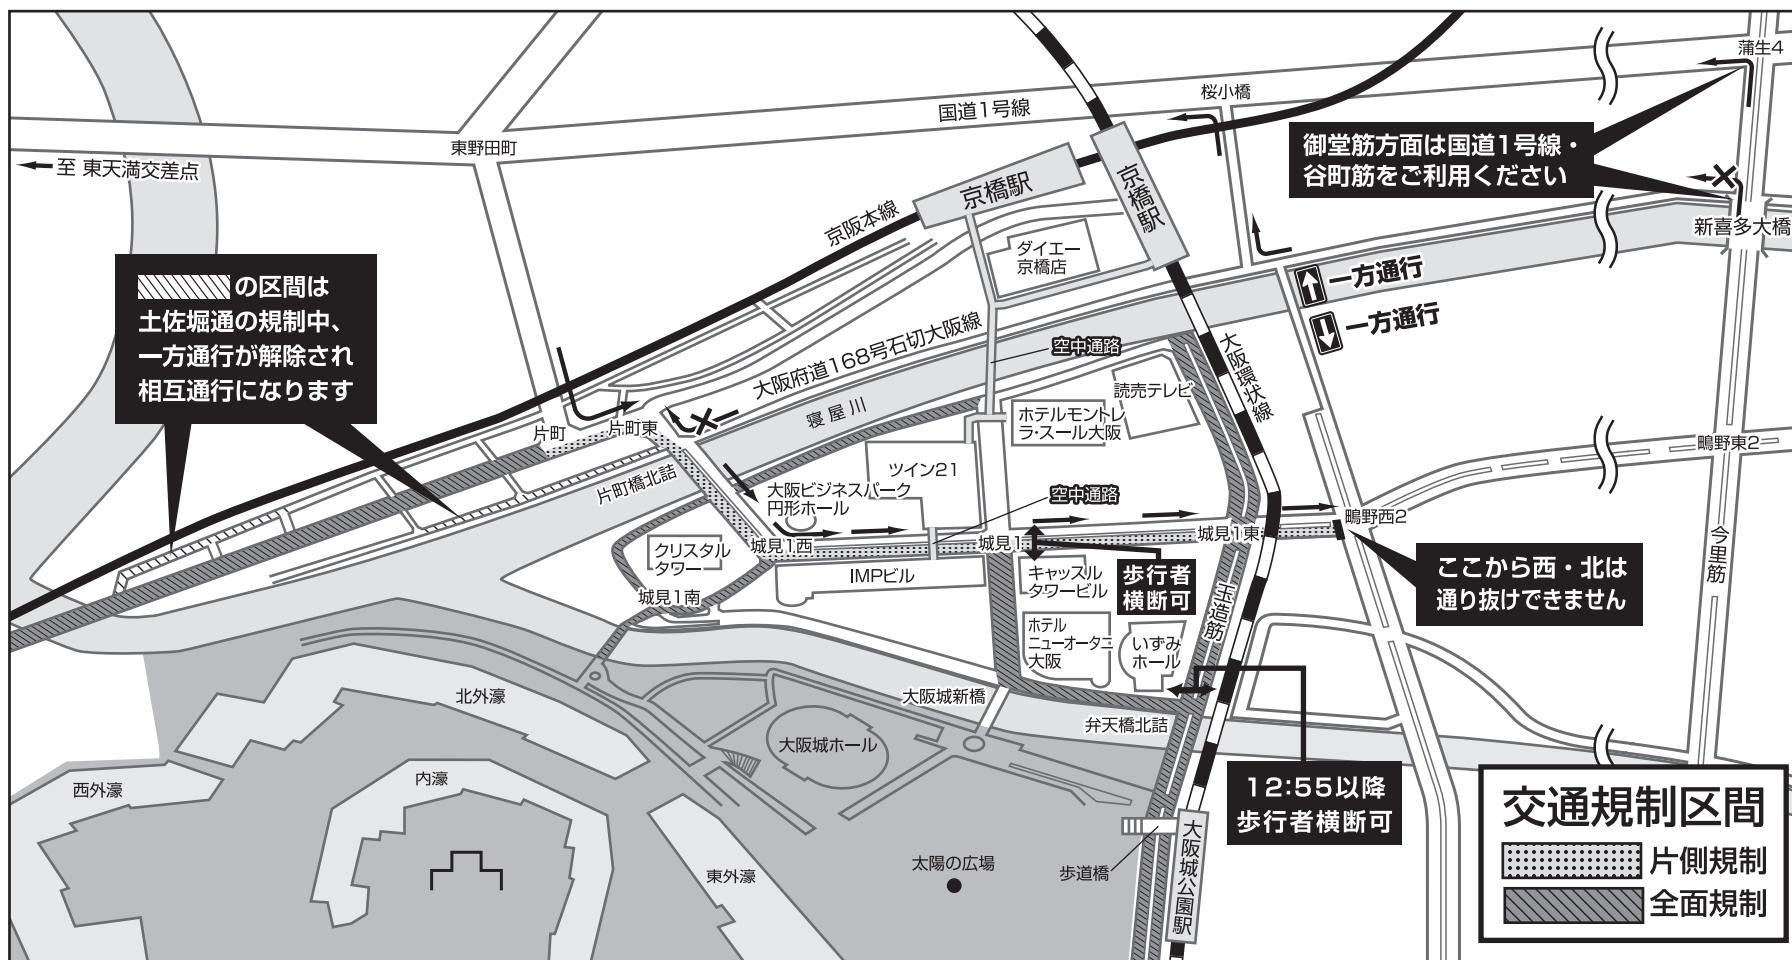 蒲生4
桜小橋
国道1号線
東野田町
至 東天満交差点
御堂筋方面は国道1号線・
谷町筋をご利用ください
京橋駅
京橋駅
京阪本線
新喜多大橋
ダイエー
京橋店
一方通行
一方通行
の区間は
土佐堀通の規制中、
一方通行が解除され
相互通行になります
大阪府道168号石切大阪線
空中通路
大阪環状線
読売テレビ
寝屋川
ホテルモントレ
ラ・スール大阪
片町
片町東
鴫野東2
ツイン21
片町橋北詰
大阪ビジネスパーク
円形ホール
空中通路
鴫野西2
城見1西
城見1
城見1東
今里筋
クリスタル
タワー
IMPビル
キャッスル
タワービル
歩行者
横断可
ここから西・北は
通り抜けできません
城見1南
玉造筋
ホテル
ニューオータニ
大阪
いずみ
ホール
北外濠
大阪城新橋
弁天橋北詰
大阪城ホール
西外濠
内濠
12:55以降
歩行者横断可
交通規制区間
片側規制
全面規制
東外濠
太陽の広場
歩道橋
大阪城公園駅